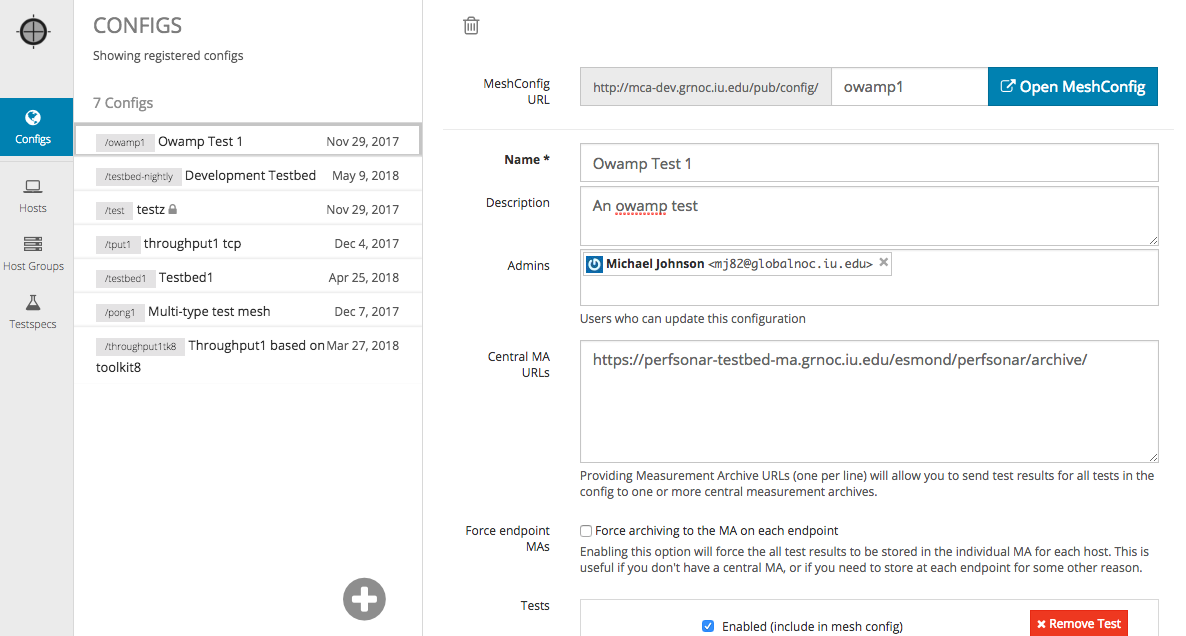 Configs
Hosts
Host Groups
Testspecs
CONFIGS
Showing registered configs
7 Configs
/owamp1 Owamp Test 1 Nov 29, 2017
/testbed-nightly Development Testbed May 9, 2018
/test testz Nov 29, 2017
/tput1 throughput1 tcp Dec 4, 2017
/testbed1 Testbed1 Apr 25, 2018
/pong1 Multi-type test mesh Dec 7, 2017
/throughput1tk8 Throughput1 based on Mar 27, 2018
toolkit8
MeshConfig
URL
http://mca-dev.grnoc.iu.edu/pub/config/ owamp1 Open MeshConfig
Name * Owamp Test 1
Description An owamp test
Admins Michael Johnson <mj82@globalnoc.iu.edu> ×
Users who can update this configuration
Central MA
URLs
https://perfsonar-testbed-ma.grnoc.iu.edu/esmond/perfsonar/archive/
Providing Measurement Archive URLs (one per line) will allow you to send test results for all tests in the
config to one or more central measurement archives.
Force endpoint
MAs
Force archiving to the MA on each endpoint
Enabling this option will force the all test results to be stored in the individual MA for each host. This is
useful if you don't have a central MA, or if you need to store at each endpoint for some other reason.
Tests
Enabled (include in mesh config) × Remove Test